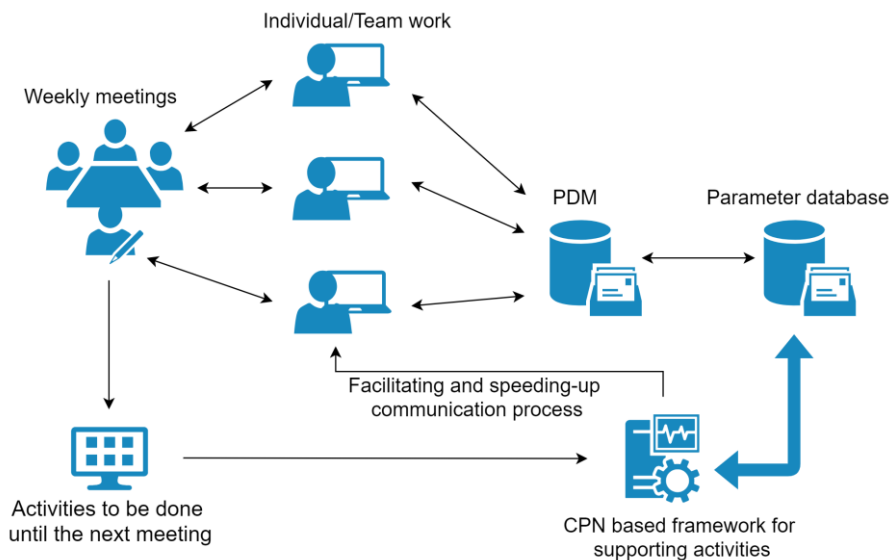 Individual/Team work
Weekly meetings
PDM
Parameter database
Facilitating and speeding-up
communication process
Activities to be done
until the next meeting
CPN based framework for
supporting activities